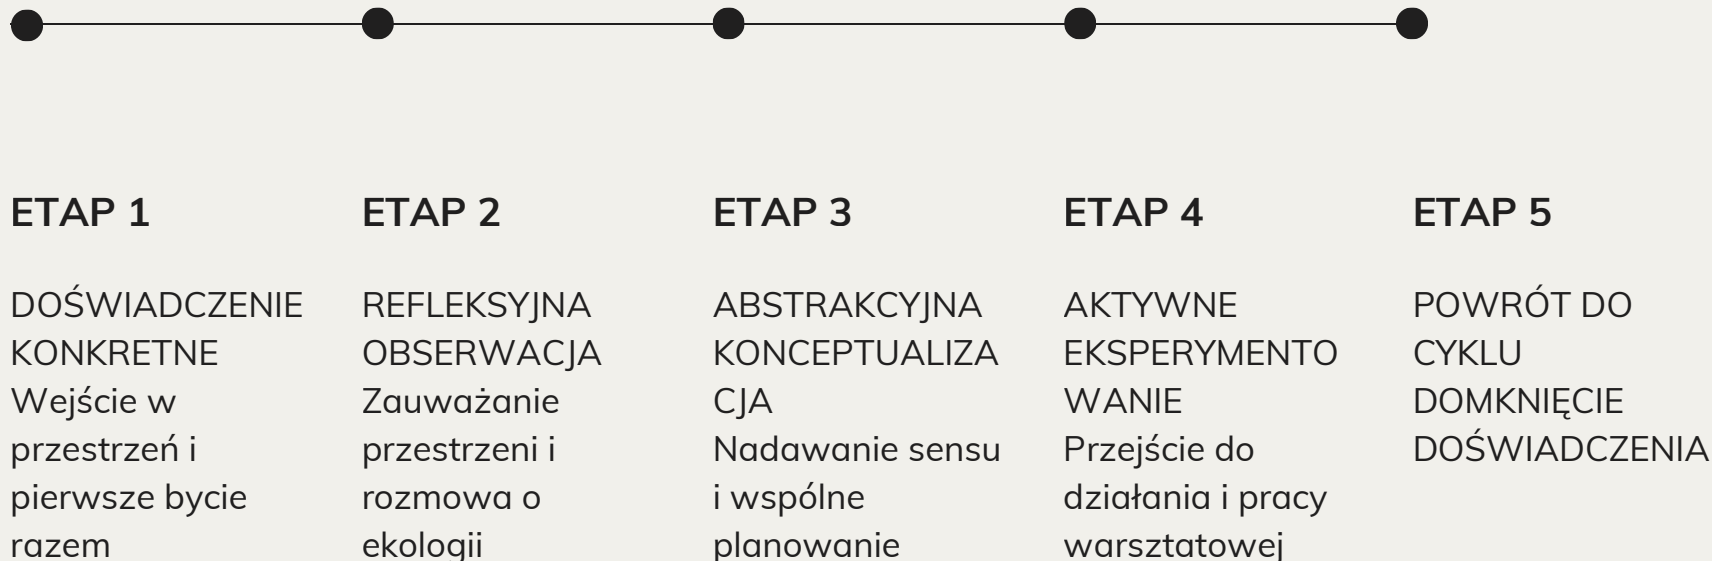 ETAP 1
DOŚWIADCZENIE
KONKRETNE
Wejście w
przestrzeń i
pierwsze bycie
razem
ETAP 2
REFLEKSYJNA
OBSERWACJA
Zauważanie
przestrzeni i
rozmowa o
ekologii
ETAP 3
ABSTRAKCYJNA
KONCEPTUALIZA
CJA
Nadawanie sensu
i wspólne
planowanie
ETAP 4
AKTYWNE
EKSPERYMENTO
WANIE
Przejście do
działania i pracy
warsztatowej
ETAP 5
POWRÓT DO
CYKLU
DOMKNIĘCIE
DOŚWIADCZENIA